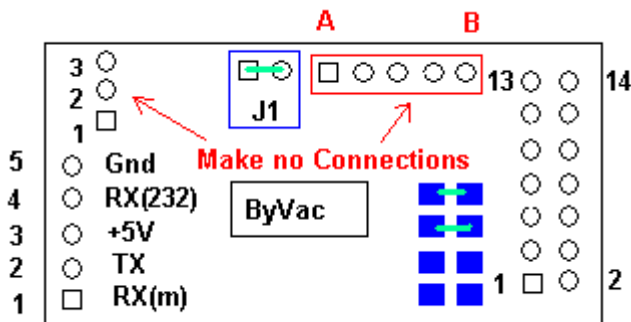 A B
3
2
1
J1
13 14
Make no Connections
5 Gnd
4 RX(232)
3 +5V
2 TX
1 RX(m)
ByVac
1 2